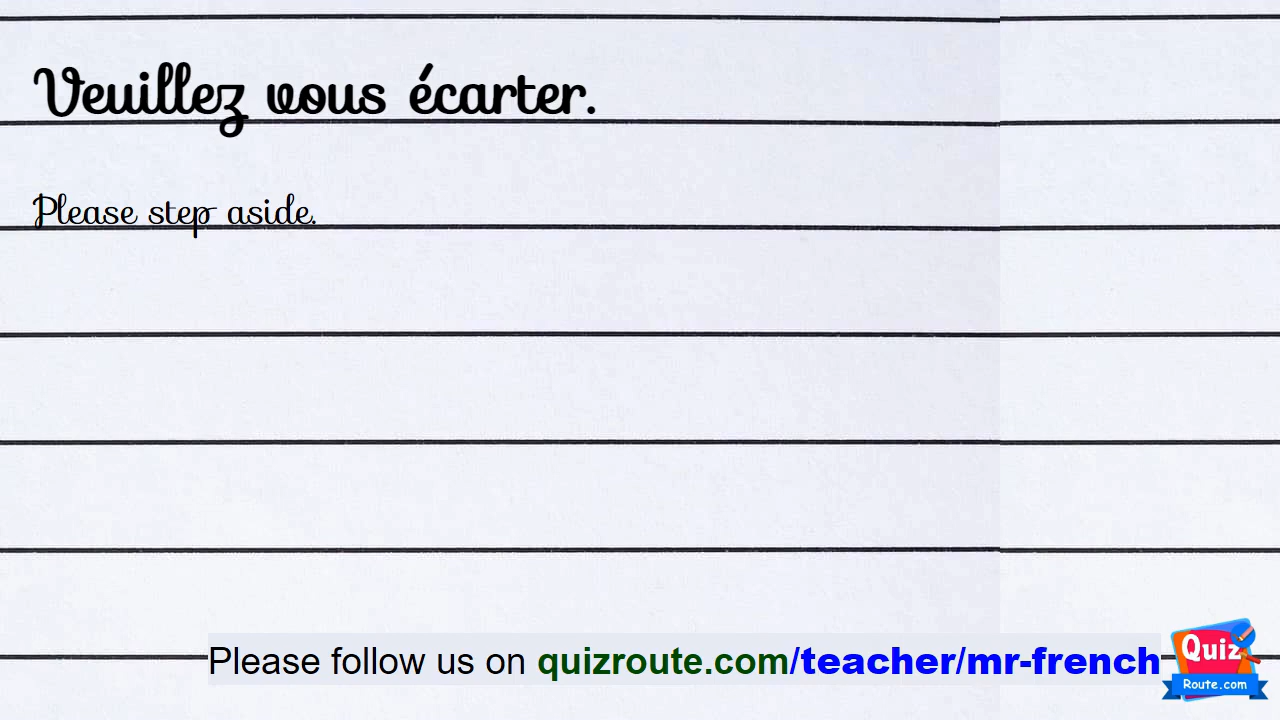 Veuillez vous écarter.
Please step aside.
Please follow us on quizroute.com/teacher/mr-french
Quiz
Route.com